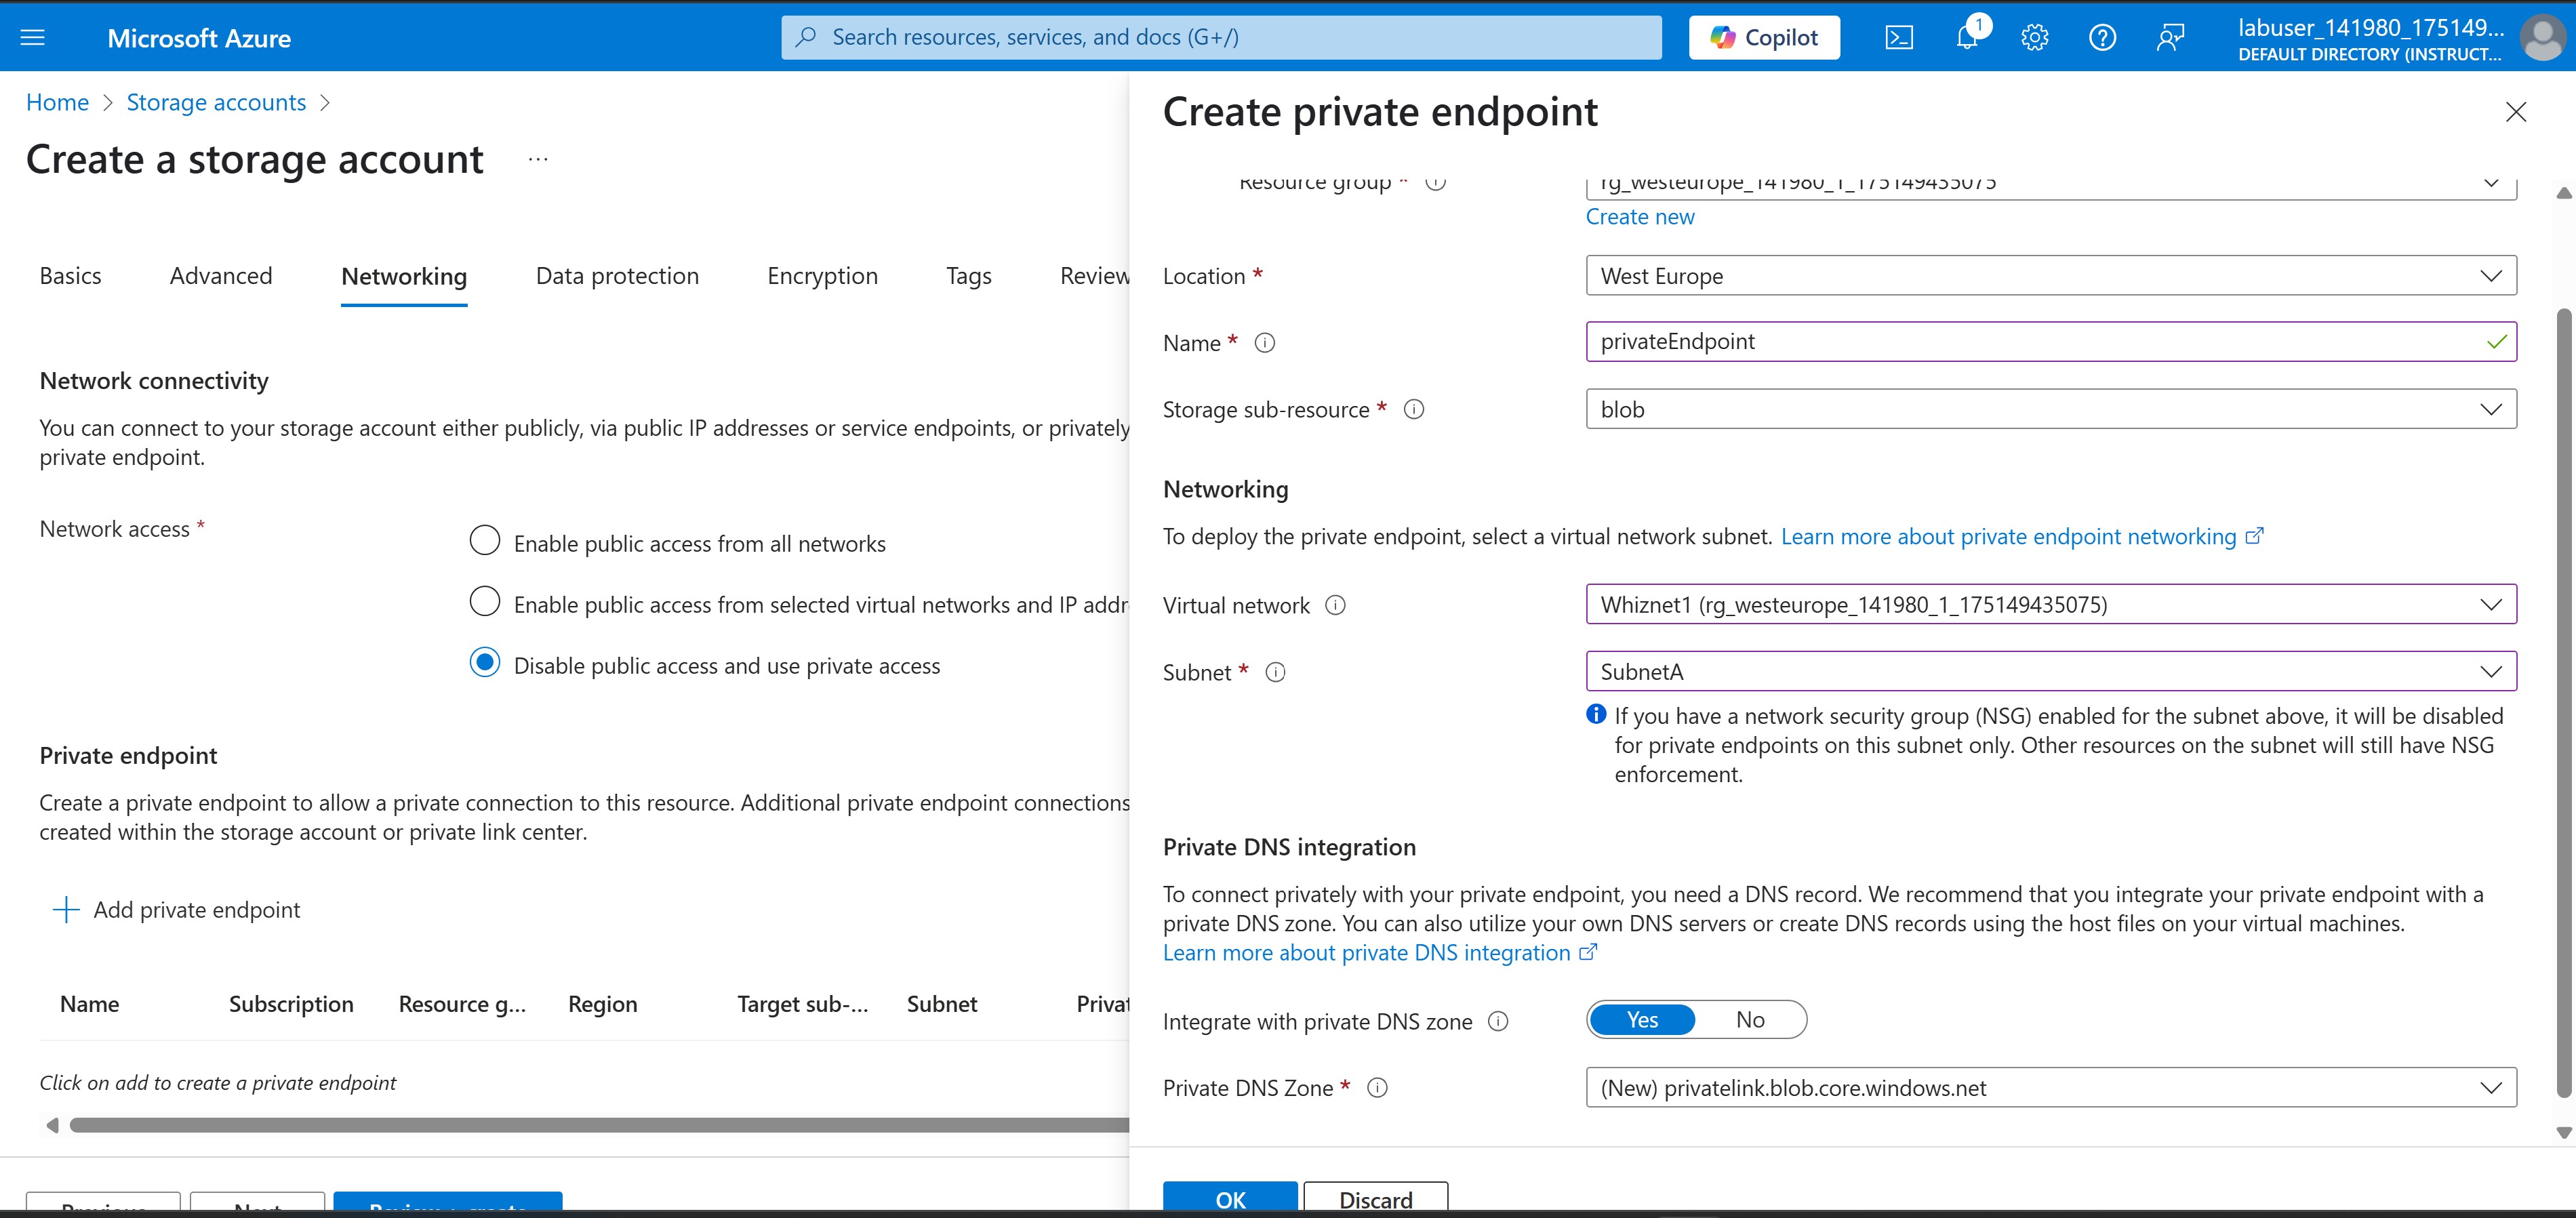 Microsoft Azure
Search resources, services, and docs (G+/)
Copilot
1
labuser_141980_175149...
DEFAULT DIRECTORY (INSTRUCT...
Home > Storage accounts >
Create a storage account ...
Basics
Advanced
Networking
Data protection
Encryption
Tags
Review
Network connectivity
You can connect to your storage account either publicly, via public IP addresses or service endpoints, or privately
private endpoint.
Network access *
Enable public access from all networks
Enable public access from selected virtual networks and IP addr
Disable public access and use private access
Private endpoint
Create a private endpoint to allow a private connection to this resource. Additional private endpoint connections
created within the storage account or private link center.
Add private endpoint
Name
Subscription
Resource g...
Region
Target sub-...
Subnet
Privat
Click on add to create a private endpoint
Previous
Next
Review + create
Create private endpoint
Resource group *
rg_westeurope_141980_1_175149435075
Create new
Location *
West Europe
Name *
privateEndpoint
Storage sub-resource *
blob
Networking
To deploy the private endpoint, select a virtual network subnet. Learn more about private endpoint networking
Virtual network
Whiznet1 (rg_westeurope_141980_1_175149435075)
Subnet *
SubnetA
If you have a network security group (NSG) enabled for the subnet above, it will be disabled
for private endpoints on this subnet only. Other resources on the subnet will still have NSG
enforcement.
Private DNS integration
To connect privately with your private endpoint, you need a DNS record. We recommend that you integrate your private endpoint with a
private DNS zone. You can also utilize your own DNS servers or create DNS records using the host files on your virtual machines.
Learn more about private DNS integration
Integrate with private DNS zone
Yes
No
Private DNS Zone *
(New) privatelink.blob.core.windows.net
OK
Discard